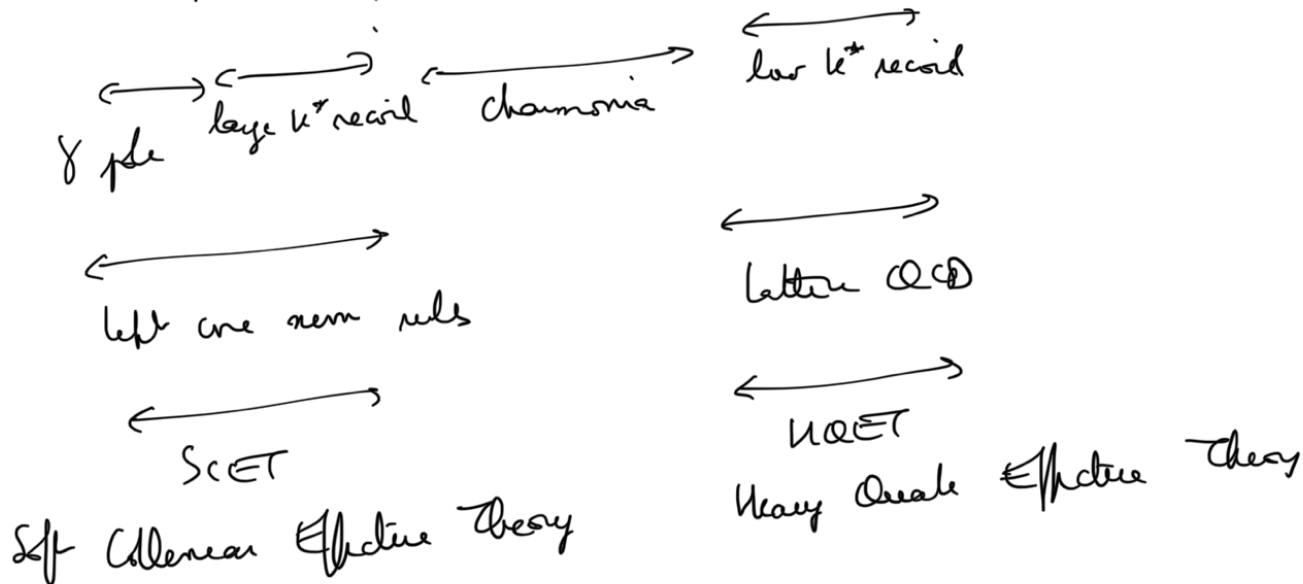 γ pole
large K* recoil
charmonia
low K* recoil
light cone sum rules
Lattice QCD
SCET
Soft Collinear Effective Theory
HQET
Heavy Quark Effective Theory